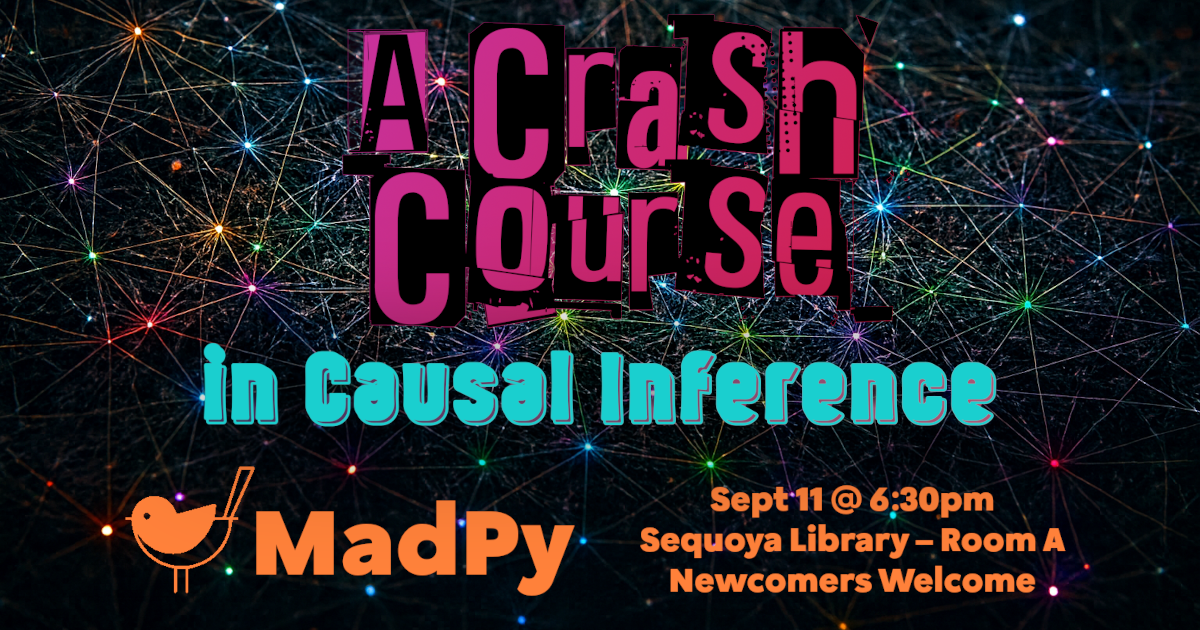 A Crash
Course
in Causal Inference
MadPy
Sept 11 @ 6:30pm
Sequoya Library – Room A
Newcomers Welcome